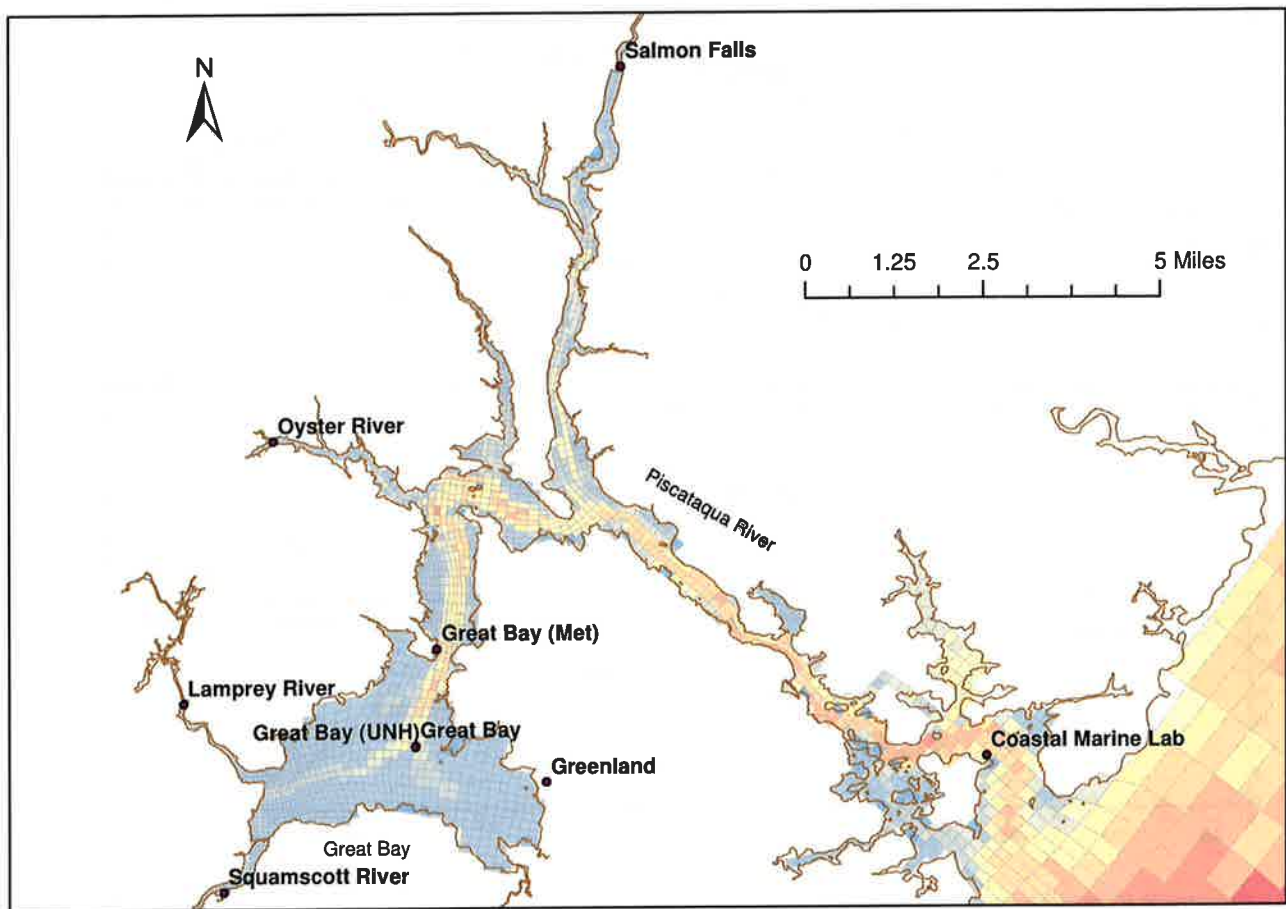 Salmon Falls
N
0 1.25 2.5 5 Miles
Oyster River
Piscataqua River
Great Bay (Met)
Lamprey River
Great Bay (UNH) Great Bay
Coastal Marine Lab
Greenland
Great Bay
Squamscott River